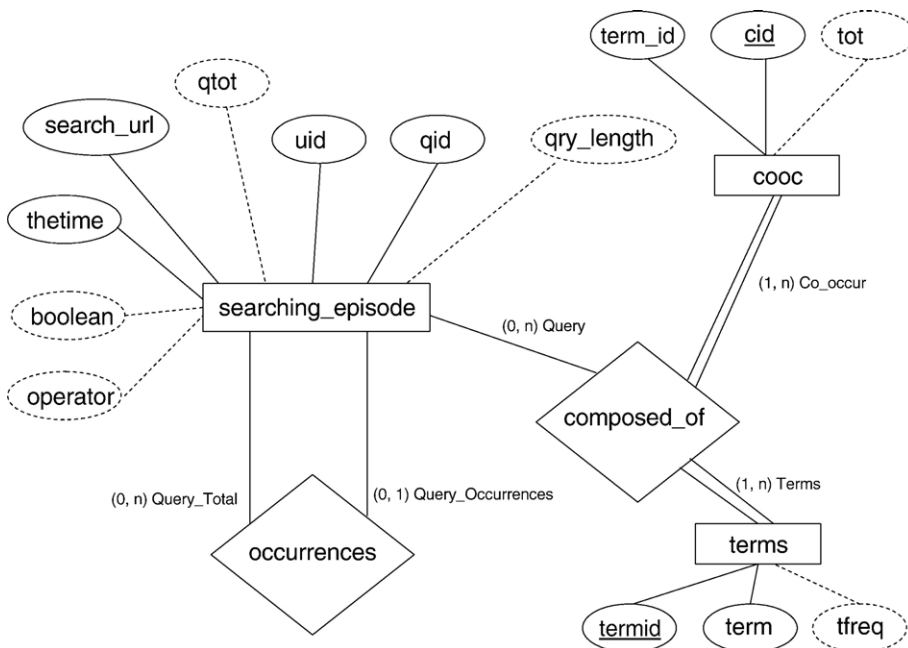 term_id
cid
tot
qtot
search_url
uid
qid
qry_length
cooc
thetime
(1, n) Co_occur
searching_episode
boolean
(0, n) Query
operator
composed_of
(0, n) Query_Total
(0, 1) Query_Occurrences
(1, n) Terms
occurrences
terms
termid
term
tfreq